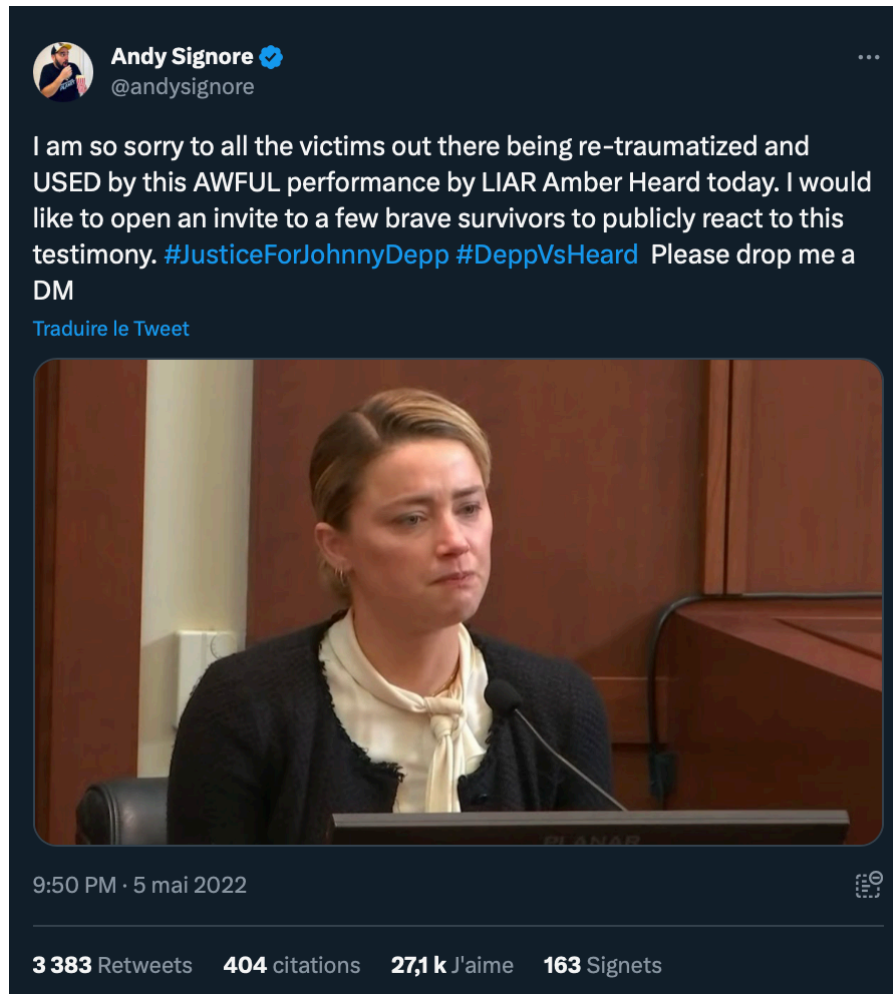 Andy Signore
@andysignore
I am so sorry to all the victims out there being re-traumatized and
USED by this AWFUL performance by LIAR Amber Heard today. I would
like to open an invite to a few brave survivors to publicly react to this
testimony. #JusticeForJohnnyDepp #DeppVsHeard Please drop me a
DM
Traduire le Tweet
PLANAR
9:50 PM · 5 mai 2022
3 383 Retweets 404 citations 27,1 k J'aime 163 Signets